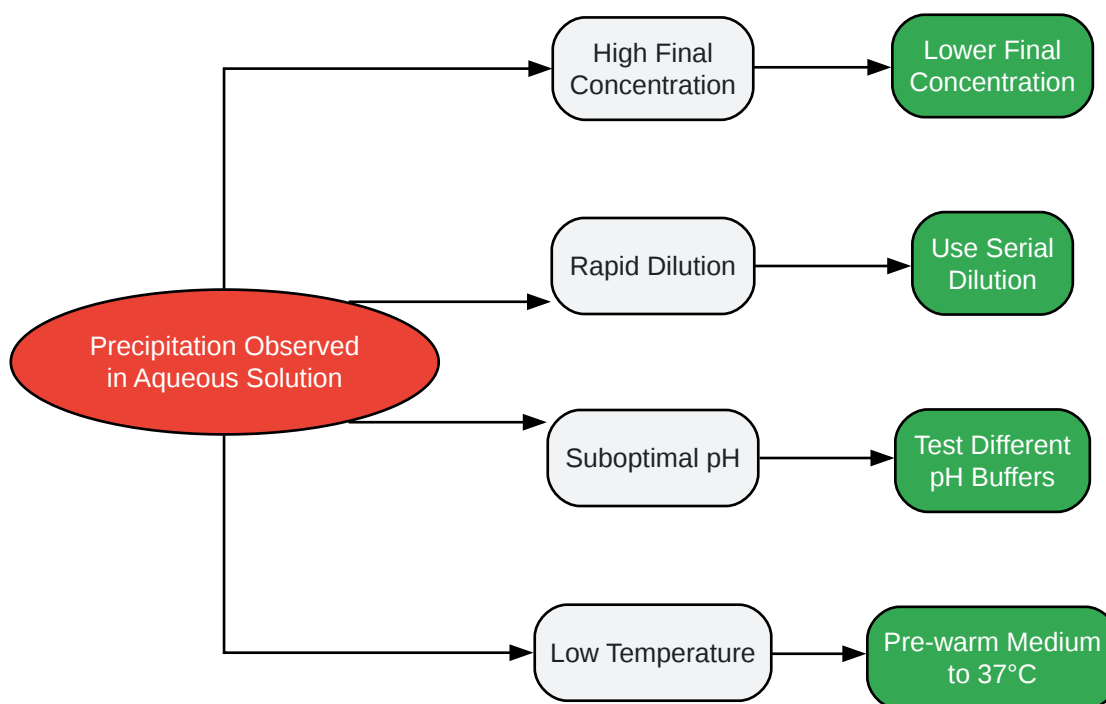 High Final
Concentration
Lower Final
Concentration
Rapid Dilution
Use Serial
Dilution
Precipitation Observed
in Aqueous Solution
Suboptimal pH
Test Different
pH Buffers
Low Temperature
Pre-warm Medium
to 37°C